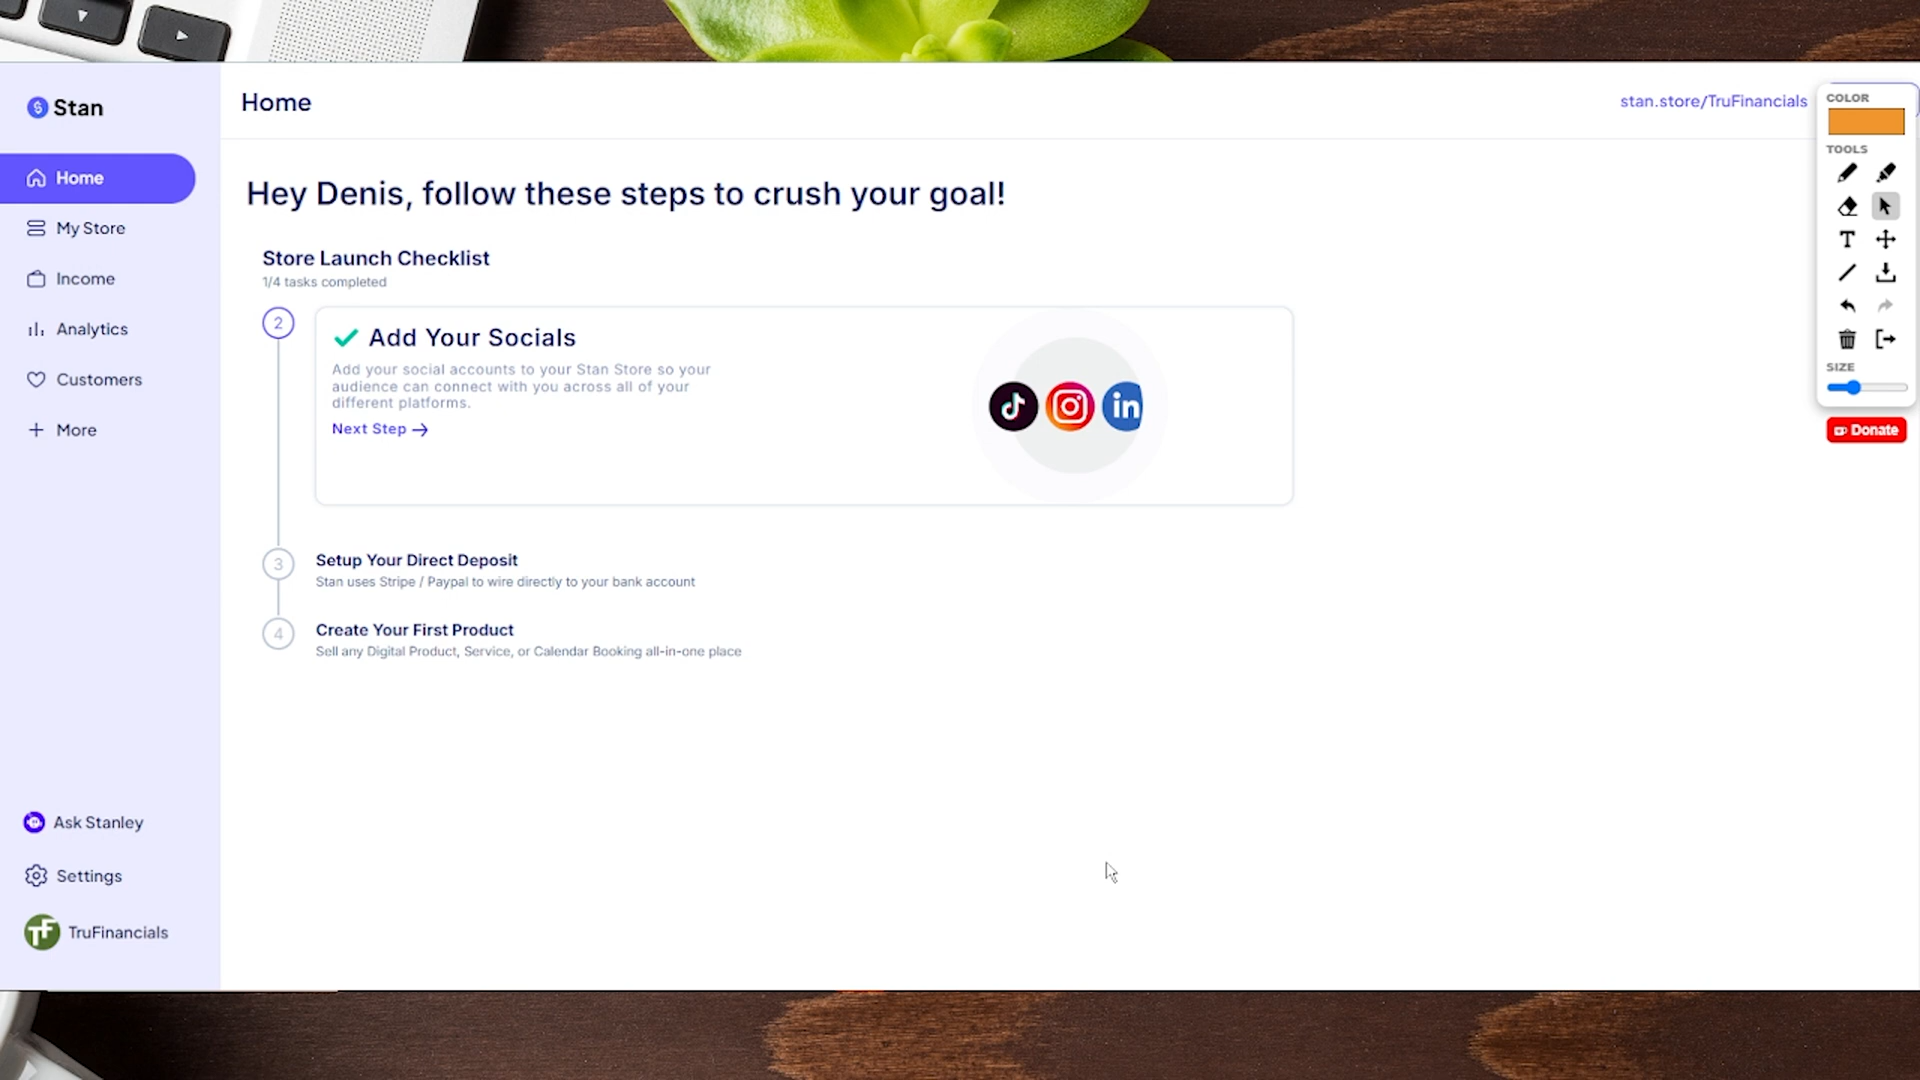 Stan
Home
My Store
Income
Analytics
Customers
More
Ask Stanley
Settings
TF
TruFinancials
Home
stan.store/TruFinancials
Hey Denis, follow these steps to crush your goal!
Store Launch Checklist
1/4 tasks completed
2
Add Your Socials
Add your social accounts to your Stan Store so your
audience can connect with you across all of your
different platforms.
Next Step →
in
3
Setup Your Direct Deposit
Stan uses Stripe / Paypal to wire directly to your bank account
4
Create Your First Product
Sell any Digital Product, Service, or Calendar Booking all-in-one place
COLOR
TOOLS
T
SIZE
Donate